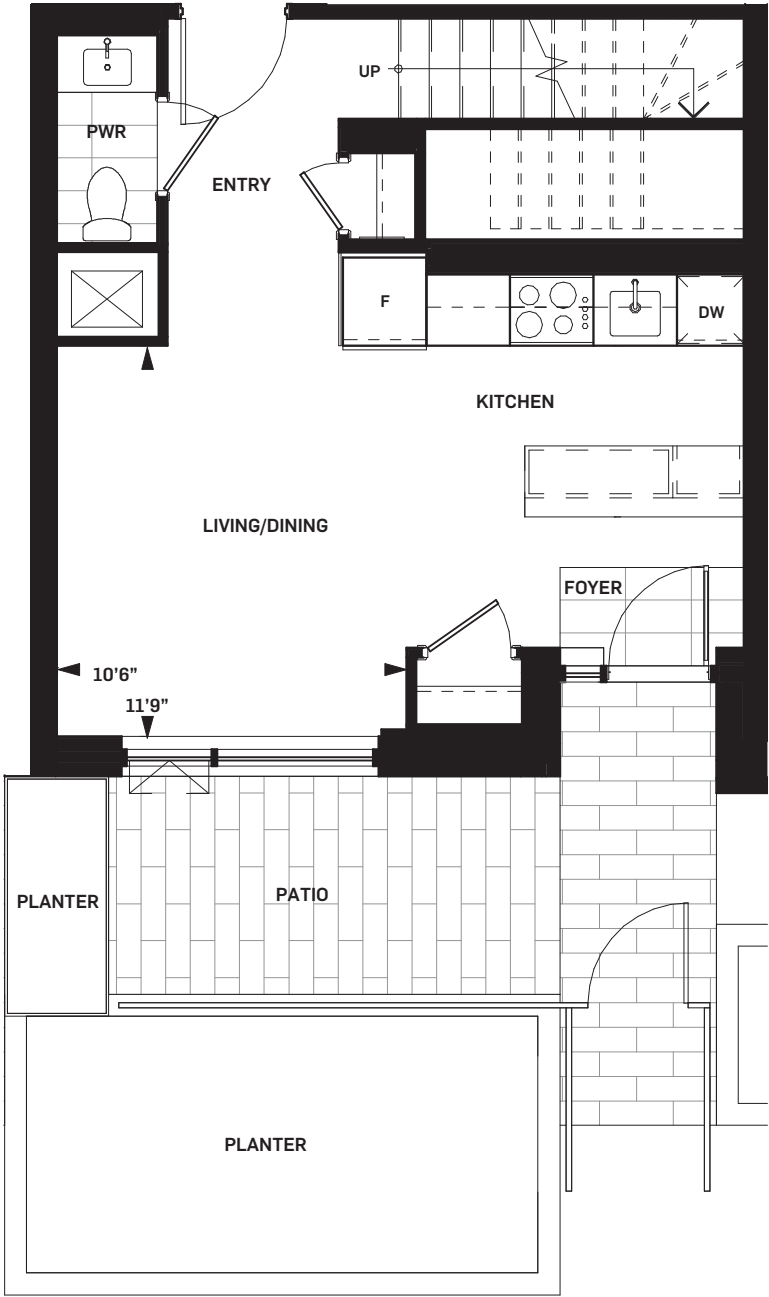 UP
PWR
ENTRY
F
DW
KITCHEN
LIVING/DINING
FOYER
10'6"
11'9"
PLANTER
PATIO
PLANTER